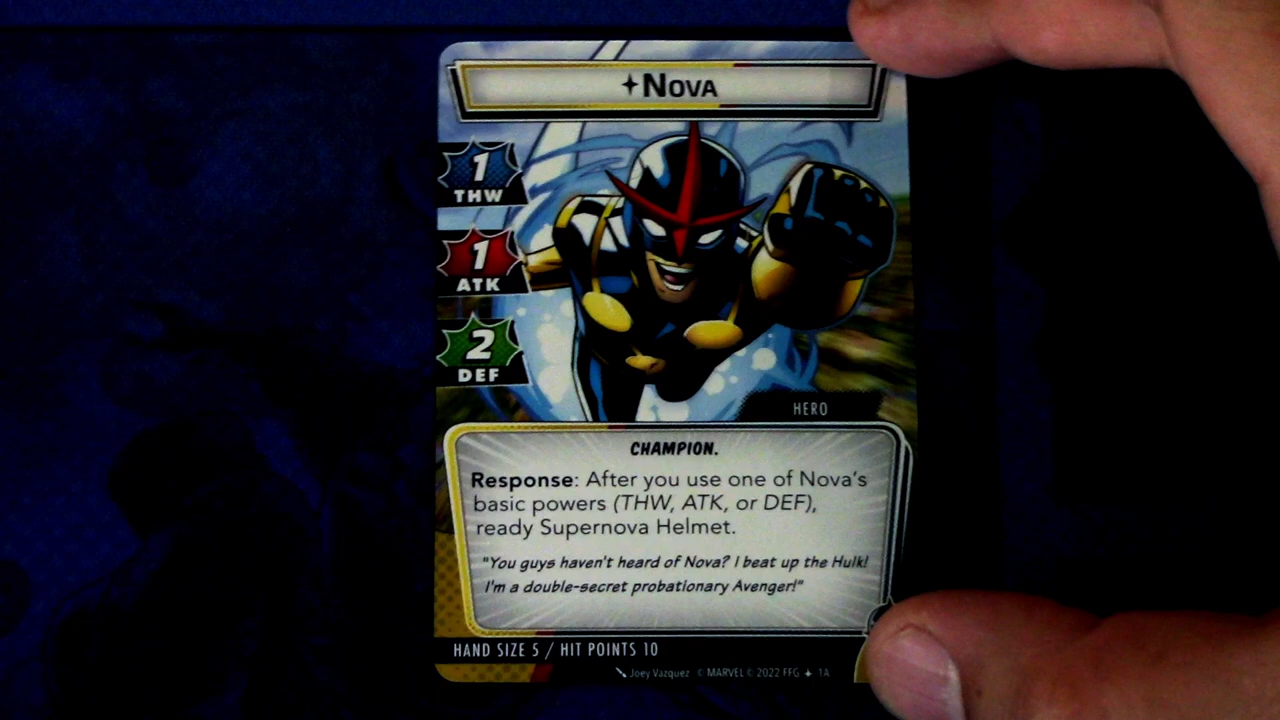 ✦NOVA
1
THW
1
ATK
2
DEF
HERO
CHAMPION.
Response: After you use one of Nova's
basic powers (THW, ATK, or DEF),
ready Supernova Helmet.
"You guys haven't heard of Nova? I beat up the Hulk!
I'm a double-secret probationary Avenger!"
HAND SIZE 5 / HIT POINTS 10
Joey Vazquez © MARVEL © 2022 FFG ✦ 1A